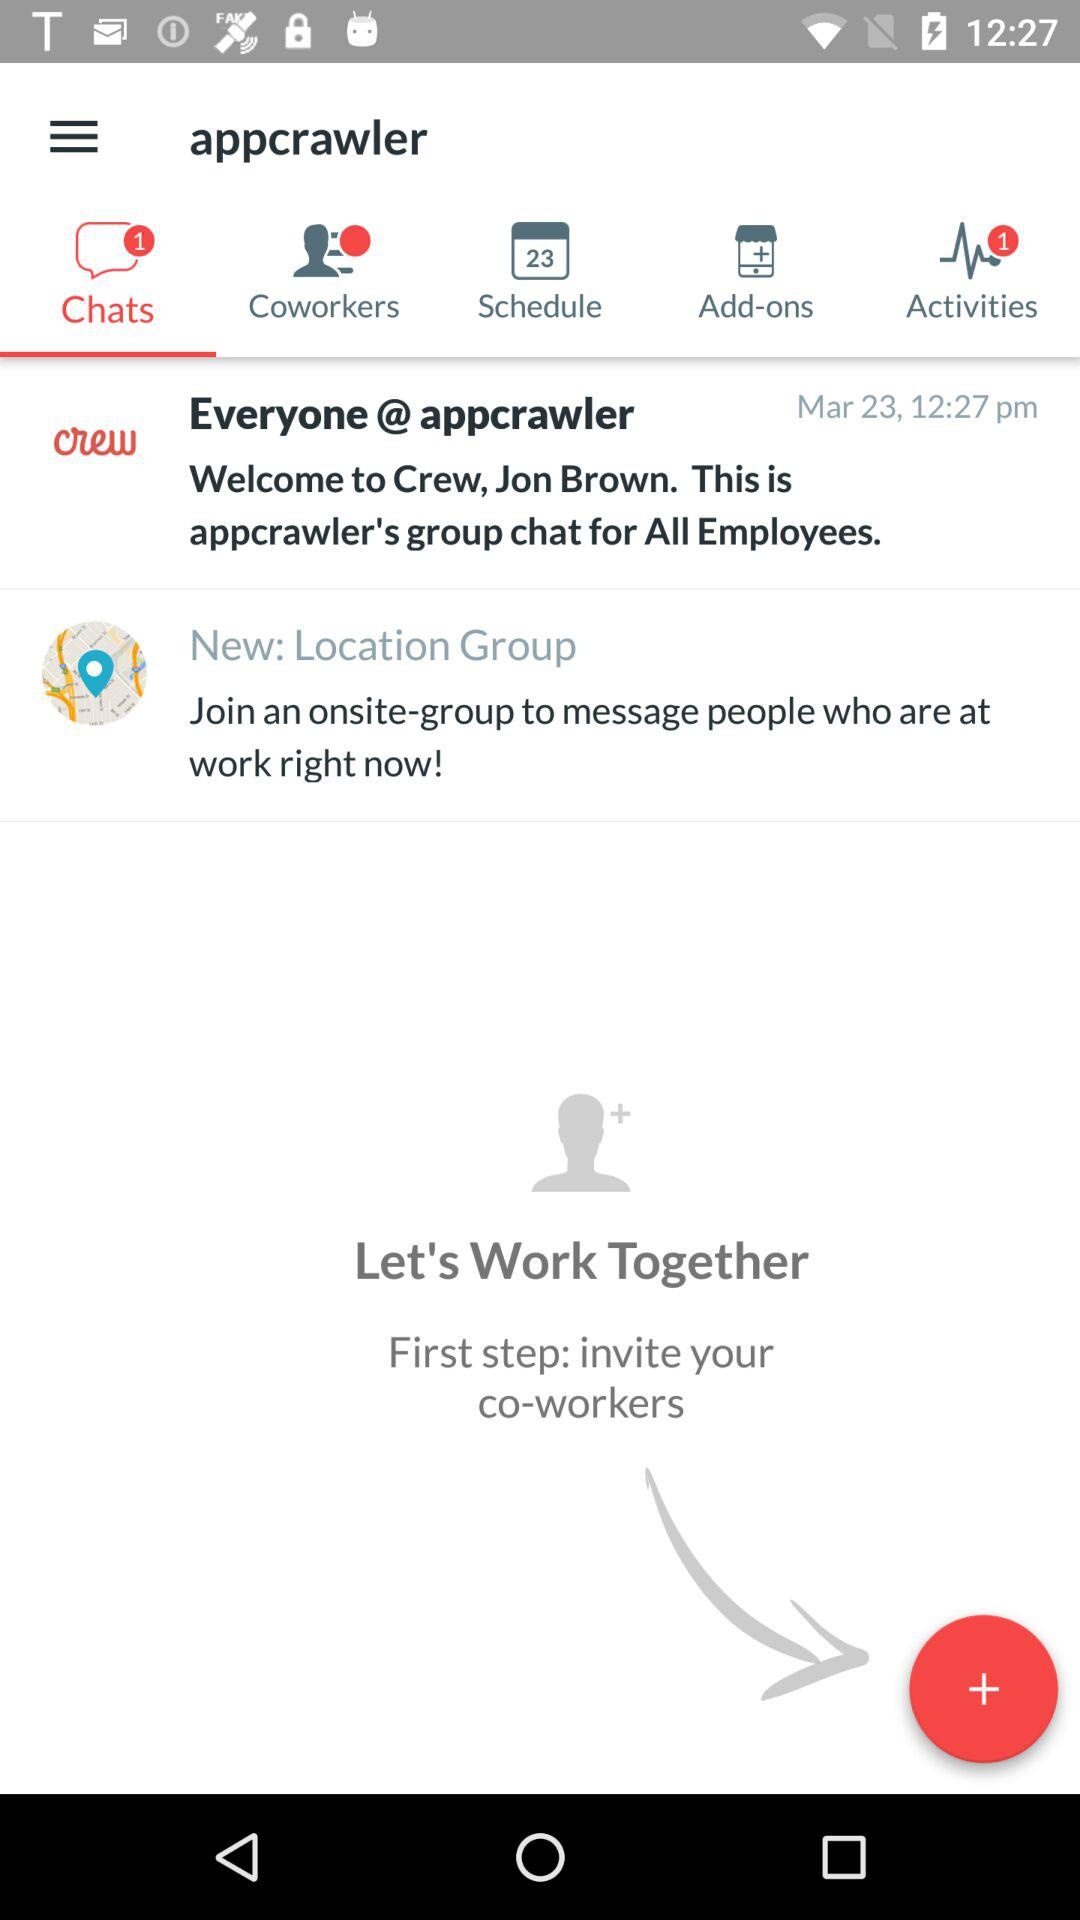 FAKE
12:27
appcrawler
1
23
1
Chats
Coworkers
Schedule
Add-ons
Activities
crew
Everyone @ appcrawler
Mar 23, 12:27 pm
Welcome to Crew, Jon Brown. This is
appcrawler's group chat for All Employees.
New: Location Group
Join an onsite-group to message people who are at
work right now!
Let's Work Together
First step: invite your
co-workers